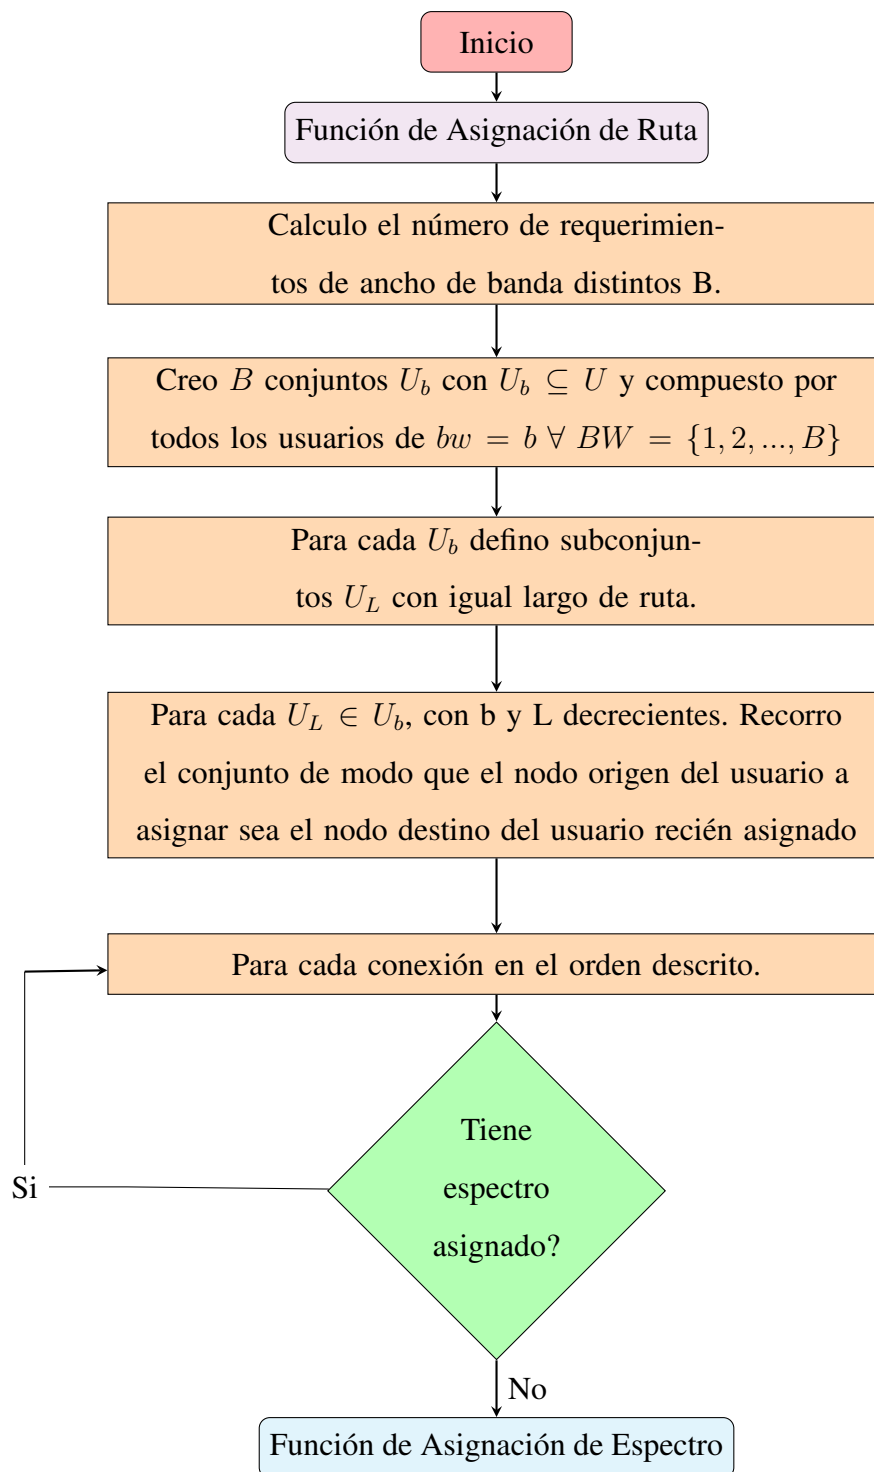 Inicio
Función de Asignación de Ruta
Calculo el número de requerimien-
tos de ancho de banda distintos B.
Creo B conjuntos U_b con U_b ⊆ U y compuesto por
todos los usuarios de bw = b ∀ BW = {1, 2, ..., B}
Para cada U_b defino subconjun-
tos U_L con igual largo de ruta.
Para cada U_L ∈ U_b, con b y L decrecientes. Recorro
el conjunto de modo que el nodo origen del usuario a
asignar sea el nodo destino del usuario recién asignado
Para cada conexión en el orden descrito.
Tiene
espectro
asignado?
Si
No
Función de Asignación de Espectro